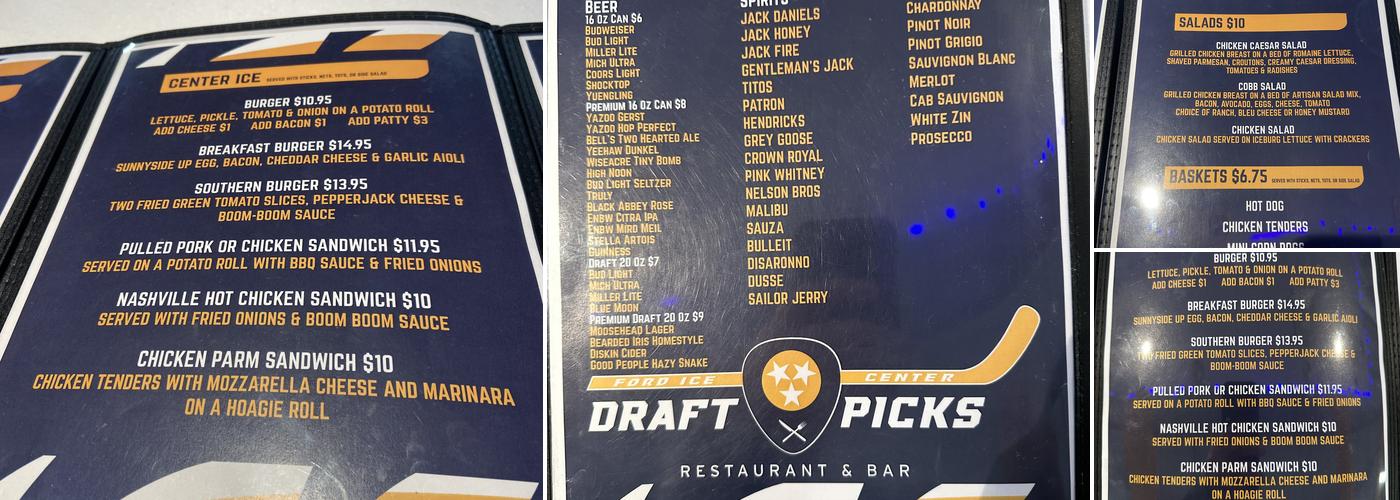 CENTER ICE SERVED WITH STICKS, NETS, TOTS, OR SIDE SALAD
BURGER $10.95
LETTUCE, PICKLE, TOMATO & ONION ON A POTATO ROLL
ADD CHEESE $1 ADD BACON $1 ADD PATTY $3
BREAKFAST BURGER $14.95
SUNNYSIDE UP EGG, BACON, CHEDDAR CHEESE & GARLIC AIOLI
SOUTHERN BURGER $13.95
TWO FRIED GREEN TOMATO SLICES, PEPPERJACK CHEESE &
BOOM-BOOM SAUCE
PULLED PORK OR CHICKEN SANDWICH $11.95
SERVED ON A POTATO ROLL WITH BBQ SAUCE & FRIED ONIONS
NASHVILLE HOT CHICKEN SANDWICH $10
SERVED WITH FRIED ONIONS & BOOM BOOM SAUCE
CHICKEN PARM SANDWICH $10
CHICKEN TENDERS WITH MOZZARELLA CHEESE AND MARINARA
ON A HOAGIE ROLL
BEER
16 OZ CAN $6
BUDWEISER
BUD LIGHT
MILLER LITE
MICH ULTRA
COORS LIGHT
SHOCKTOP
YUENGLING
PREMIUM 16 OZ CAN $8
YAZOO GERST
YAZOO HOP PERFECT
BELL'S TWO HEARTED ALE
YEEHAW DUNKEL
WISEACRE TINY BOMB
HIGH NOON
BUD LIGHT SELTZER
TRULY
BLACK ABBEY ROSE
ENBW CITRA IPA
ENBW MIRD MEIL
STELLA ARTOIS
GUINNESS
DRAFT 20 OZ $7
BUD LIGHT
MICH ULTRA
MILLER LITE
BLUE MOON
PREMIUM DRAFT 20 OZ $9
MOOSEHEAD LAGER
BEARDED IRIS HOMESTYLE
DISKIN CIDER
GOOD PEOPLE HAZY SNAKE
SPIRITS
JACK DANIELS
JACK HONEY
JACK FIRE
GENTLEMAN'S JACK
TITOS
PATRON
HENDRICKS
GREY GOOSE
CROWN ROYAL
PINK WHITNEY
NELSON BROS
MALIBU
SAUZA
BULLEIT
DISARONNO
DUSSE
SAILOR JERRY
CHARDONNAY
PINOT NOIR
PINOT GRIGIO
SAUVIGNON BLANC
MERLOT
CAB SAUVIGNON
WHITE ZIN
PROSECCO
FORD ICE CENTER
DRAFT PICKS
RESTAURANT & BAR
SALADS $10
CHICKEN CAESAR SALAD
GRILLED CHICKEN BREAST ON A BED OF ROMAINE LETTUCE,
SHAVED PARMESAN, CROUTONS, CREAMY CAESAR DRESSING,
TOMATOES & RADISHES
COBB SALAD
GRILLED CHICKEN BREAST ON A BED OF ARTISAN SALAD MIX,
BACON, AVOCADO, EGGS, CHEESE, TOMATO
CHOICE OF RANCH, BLEU CHEESE OR HONEY MUSTARD
CHICKEN SALAD
CHICKEN SALAD SERVED ON ICEBURG LETTUCE WITH CRACKERS
BASKETS $6.75 SERVED WITH STICKS, NETS, TOTS, OR SIDE SALAD
HOT DOG
CHICKEN TENDERS
MINI CORN DOGS
BURGER $10.95
LETTUCE, PICKLE, TOMATO & ONION ON A POTATO ROLL
ADD CHEESE $1 ADD BACON $1 ADD PATTY $3
BREAKFAST BURGER $14.95
SUNNYSIDE UP EGG, BACON, CHEDDAR CHEESE & GARLIC AIOLI
SOUTHERN BURGER $13.95
TWO FRIED GREEN TOMATO SLICES, PEPPERJACK CHEESE &
BOOM-BOOM SAUCE
PULLED PORK OR CHICKEN SANDWICH $11.95
SERVED ON A POTATO ROLL WITH BBQ SAUCE & FRIED ONIONS
NASHVILLE HOT CHICKEN SANDWICH $10
SERVED WITH FRIED ONIONS & BOOM BOOM SAUCE
CHICKEN PARM SANDWICH $10
CHICKEN TENDERS WITH MOZZARELLA CHEESE AND MARINARA
ON A HOAGIE ROLL